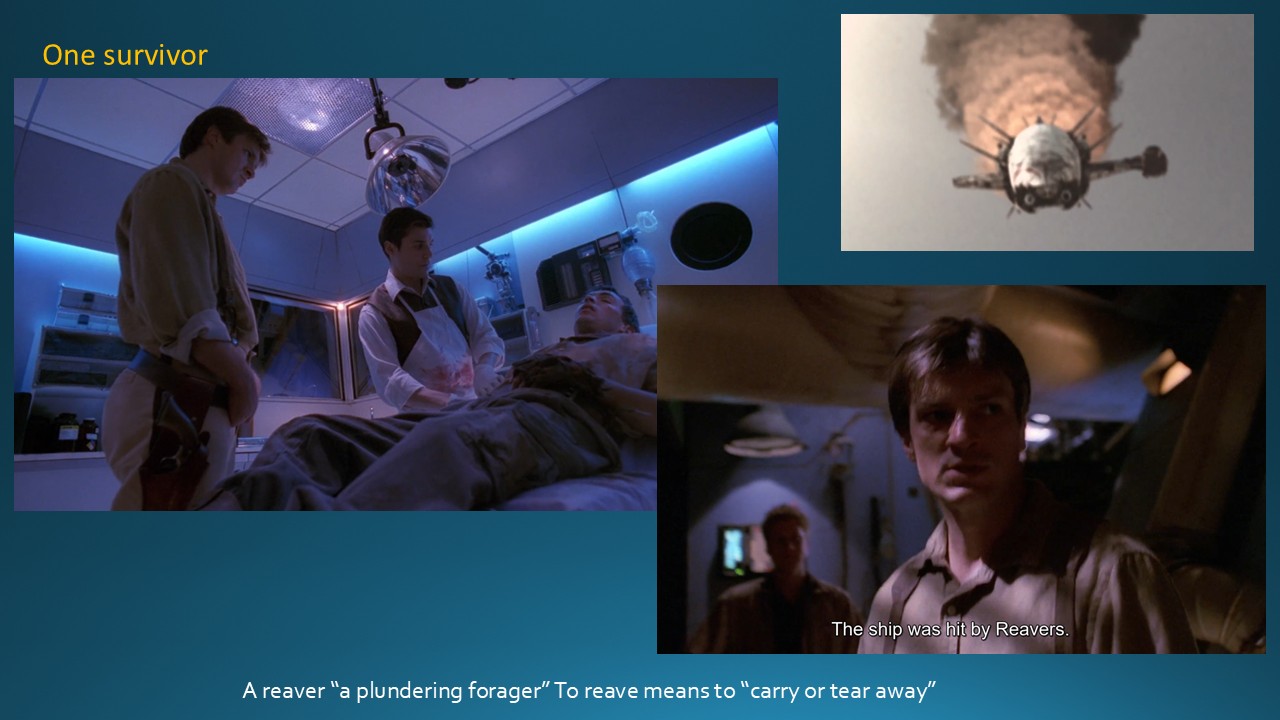 One survivor
The ship was hit by Reavers.
A reaver “a plundering forager” To reave means to “carry or tear away”